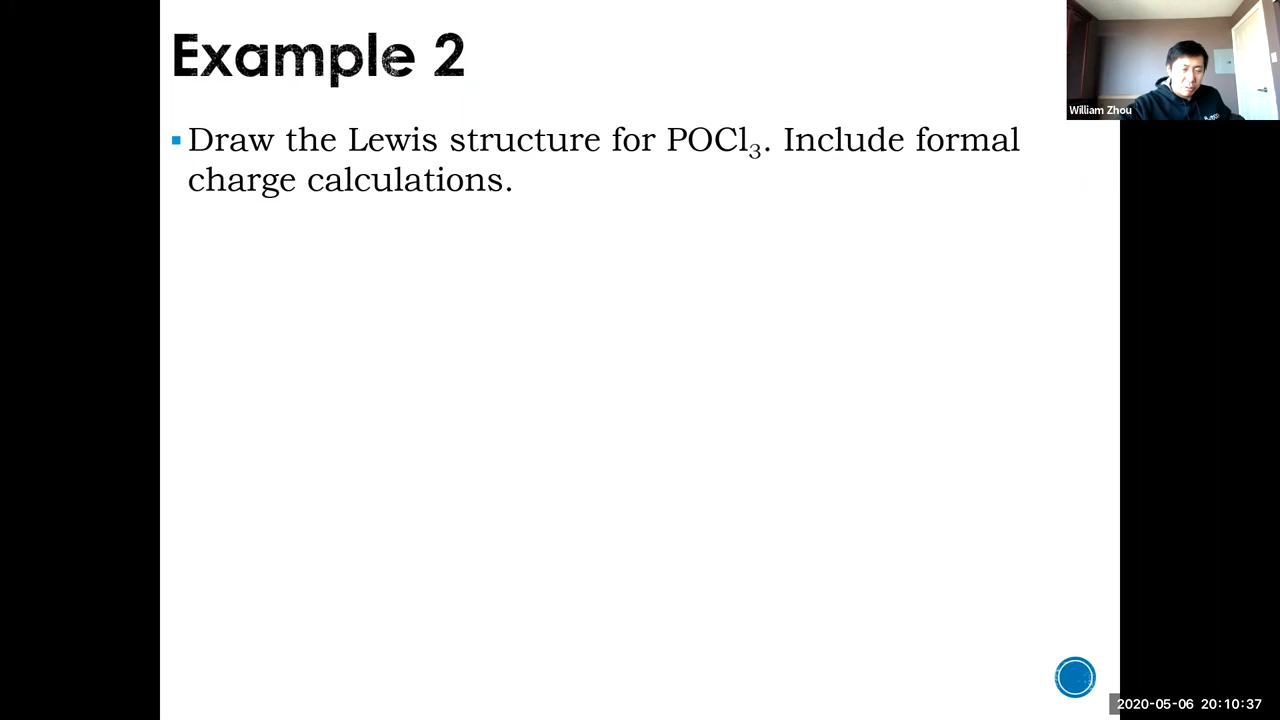 Example 2
William Zhou
▪ Draw the Lewis structure for POCl₃. Include formal
charge calculations.
2020-05-06 20:10:37